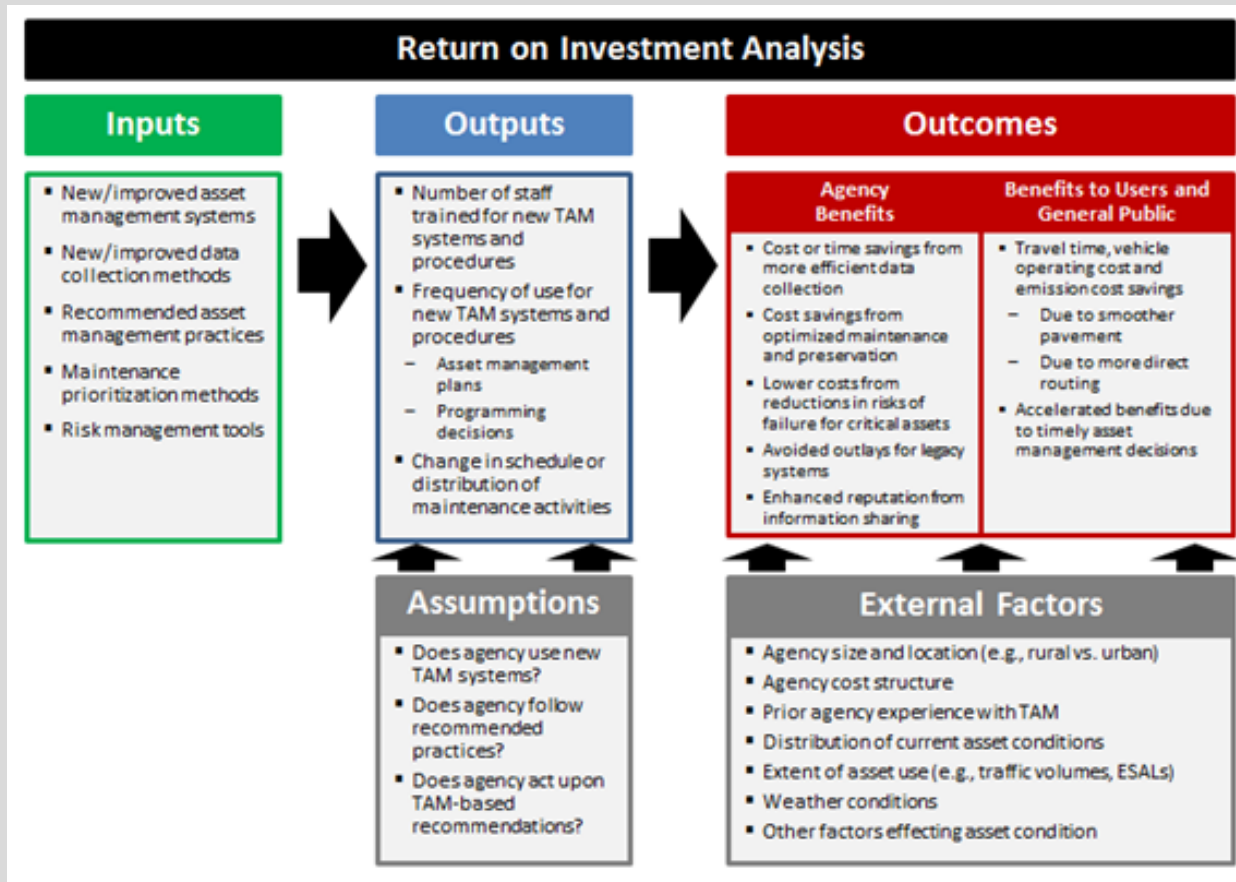 Return on Investment Analysis
Inputs
▪ New/improved asset
management systems
▪ New/improved data
collection methods
▪ Recommended asset
management practices
▪ Maintenance
prioritization methods
▪ Risk management tools
Outputs
▪ Number of staff
trained for new TAM
systems and
procedures
▪ Frequency of use for
new TAM systems and
procedures
– Asset management
plans
– Programming
decisions
▪ Change in schedule or
distribution of
maintenance activities
Outcomes
Agency
Benefits
▪ Cost or time savings from
more efficient data
collection
▪ Cost savings from
optimized maintenance
and preservation
▪ Lower costs from
reductions in risks of
failure for critical assets
▪ Avoided outlays for legacy
systems
▪ Enhanced reputation from
information sharing
Benefits to Users and
General Public
▪ Travel time, vehicle
operating cost and
emission cost savings
– Due to smoother
pavement
– Due to more direct
routing
▪ Accelerated benefits due
to timely asset
management decisions
Assumptions
▪ Does agency use new
TAM systems?
▪ Does agency follow
recommended
practices?
▪ Does agency act upon
TAM-based
recommendations?
External Factors
▪ Agency size and location (e.g., rural vs. urban)
▪ Agency cost structure
▪ Prior agency experience with TAM
▪ Distribution of current asset conditions
▪ Extent of asset use (e.g., traffic volumes, ESALs)
▪ Weather conditions
▪ Other factors effecting asset condition